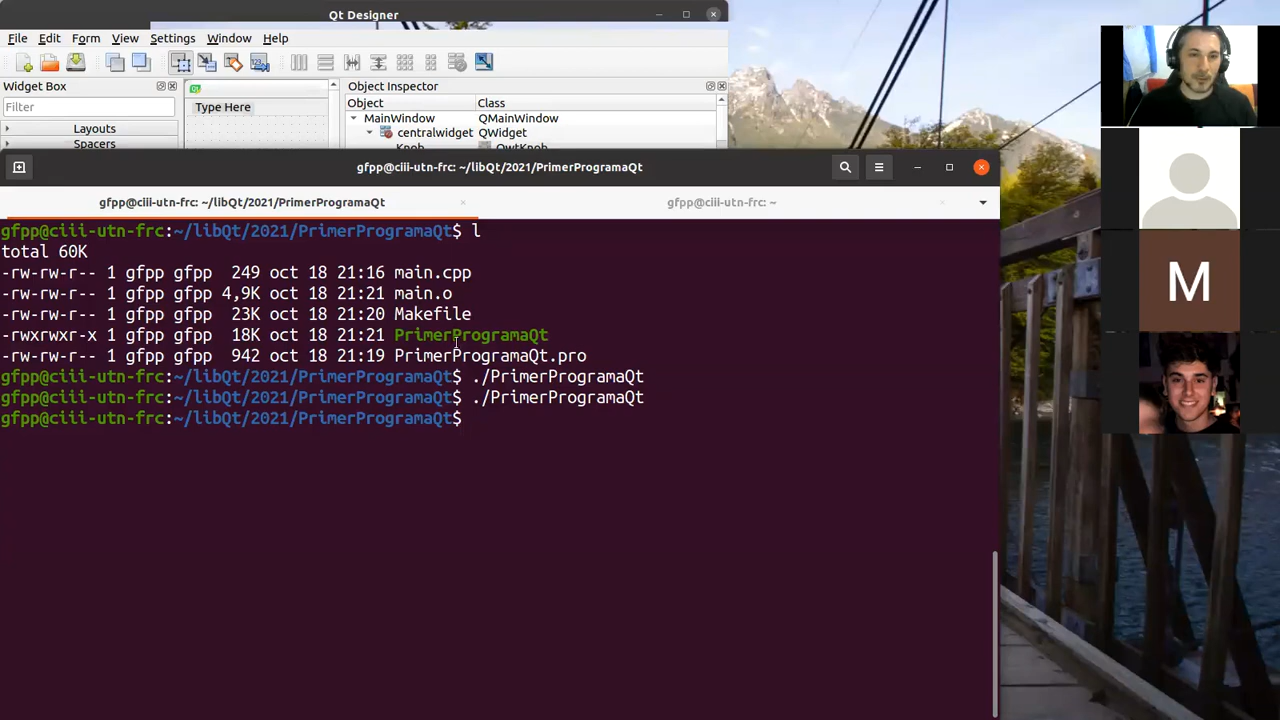 Qt Designer
File Edit Form View Settings Window Help
Widget Box
Object Inspector
Filter
Type Here
Object Class
MainWindow QMainWindow
Layouts
centralwidget QWidget
Spacers
Knob QwtKnob
gfpp@ciii-utn-frc: ~/libQt/2021/PrimerProgramaQt
gfpp@ciii-utn-frc: ~/libQt/2021/PrimerProgramaQt
gfpp@ciii-utn-frc: ~
gfpp@ciii-utn-frc:~/libQt/2021/PrimerProgramaQt$ l
total 60K
-rw-rw-r-- 1 gfpp gfpp  249 oct 18 21:16 main.cpp
-rw-rw-r-- 1 gfpp gfpp 4,9K oct 18 21:21 main.o
-rw-rw-r-- 1 gfpp gfpp  23K oct 18 21:20 Makefile
-rwxrwxr-x 1 gfpp gfpp  18K oct 18 21:21 PrimerProgramaQt
-rw-rw-r-- 1 gfpp gfpp  942 oct 18 21:19 PrimerProgramaQt.pro
gfpp@ciii-utn-frc:~/libQt/2021/PrimerProgramaQt$ ./PrimerProgramaQt
gfpp@ciii-utn-frc:~/libQt/2021/PrimerProgramaQt$ ./PrimerProgramaQt
gfpp@ciii-utn-frc:~/libQt/2021/PrimerProgramaQt$
M